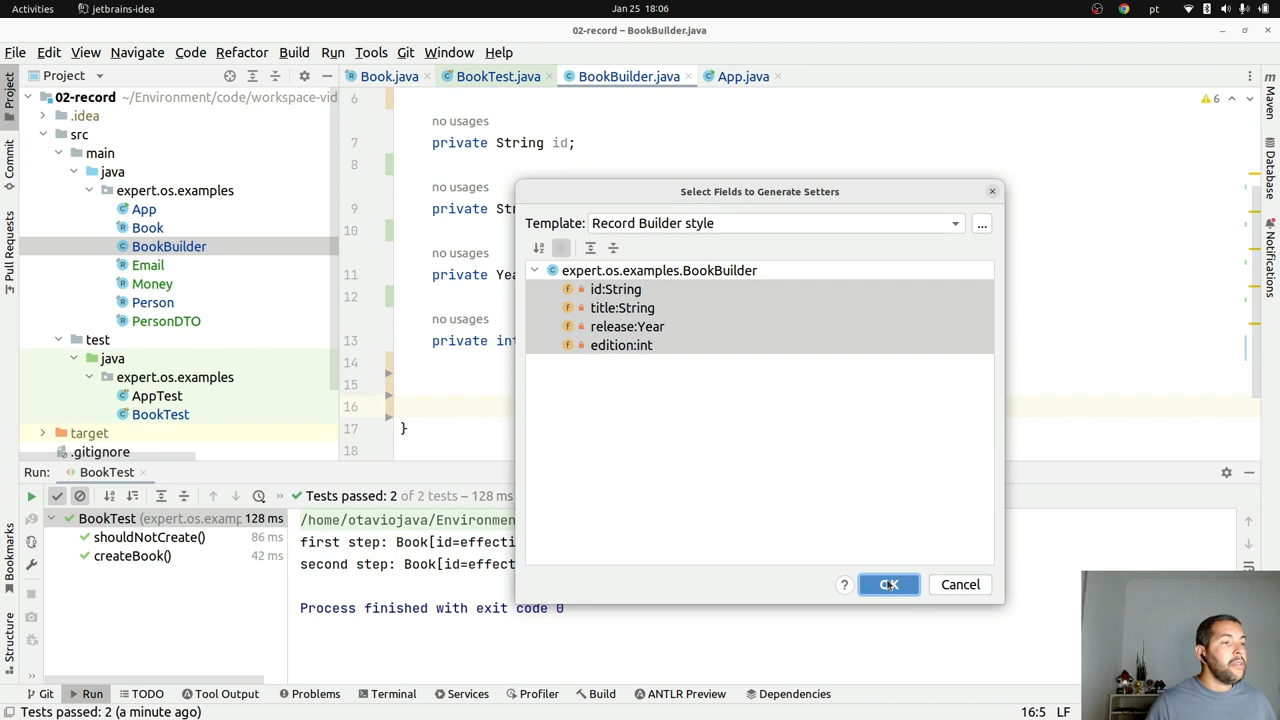 Activities
jetbrains-idea
Jan 25 18:06
pt
02-record – BookBuilder.java
File Edit View Navigate Code Refactor Build Run Tools Git Window Help
Project
Book.java
BookTest.java
BookBuilder.java
App.java
02-record ~/Environment/code/workspace-vid
.idea
src
main
java
expert.os.examples
App
Book
BookBuilder
Email
Money
Person
PersonDTO
test
java
expert.os.examples
AppTest
BookTest
target
.gitignore
Project
Commit
Pull Requests
Bookmarks
Structure
6
6
no usages
7 private String id;
8
no usages
9 private Str
10
no usages
11 private Yea
12
no usages
13 private int
14
15
16
17 }
18
Maven
Database
Notifications
Select Fields to Generate Setters
Template: Record Builder style
...
expert.os.examples.BookBuilder
id:String
title:String
release:Year
edition:int
?
OK
Cancel
Run: BookTest
Tests passed: 2 of 2 tests – 128 ms
BookTest (expert.os.examp 128 ms
shouldNotCreate() 86 ms
createBook() 42 ms
/home/otaviojava/Environmen
first step: Book[id=effecti
second step: Book[id=effect
Process finished with exit code 0
Git Run TODO Tool Output Problems Terminal Services Profiler Build ANTLR Preview Dependencies
Tests passed: 2 (a minute ago)
16:5 LF